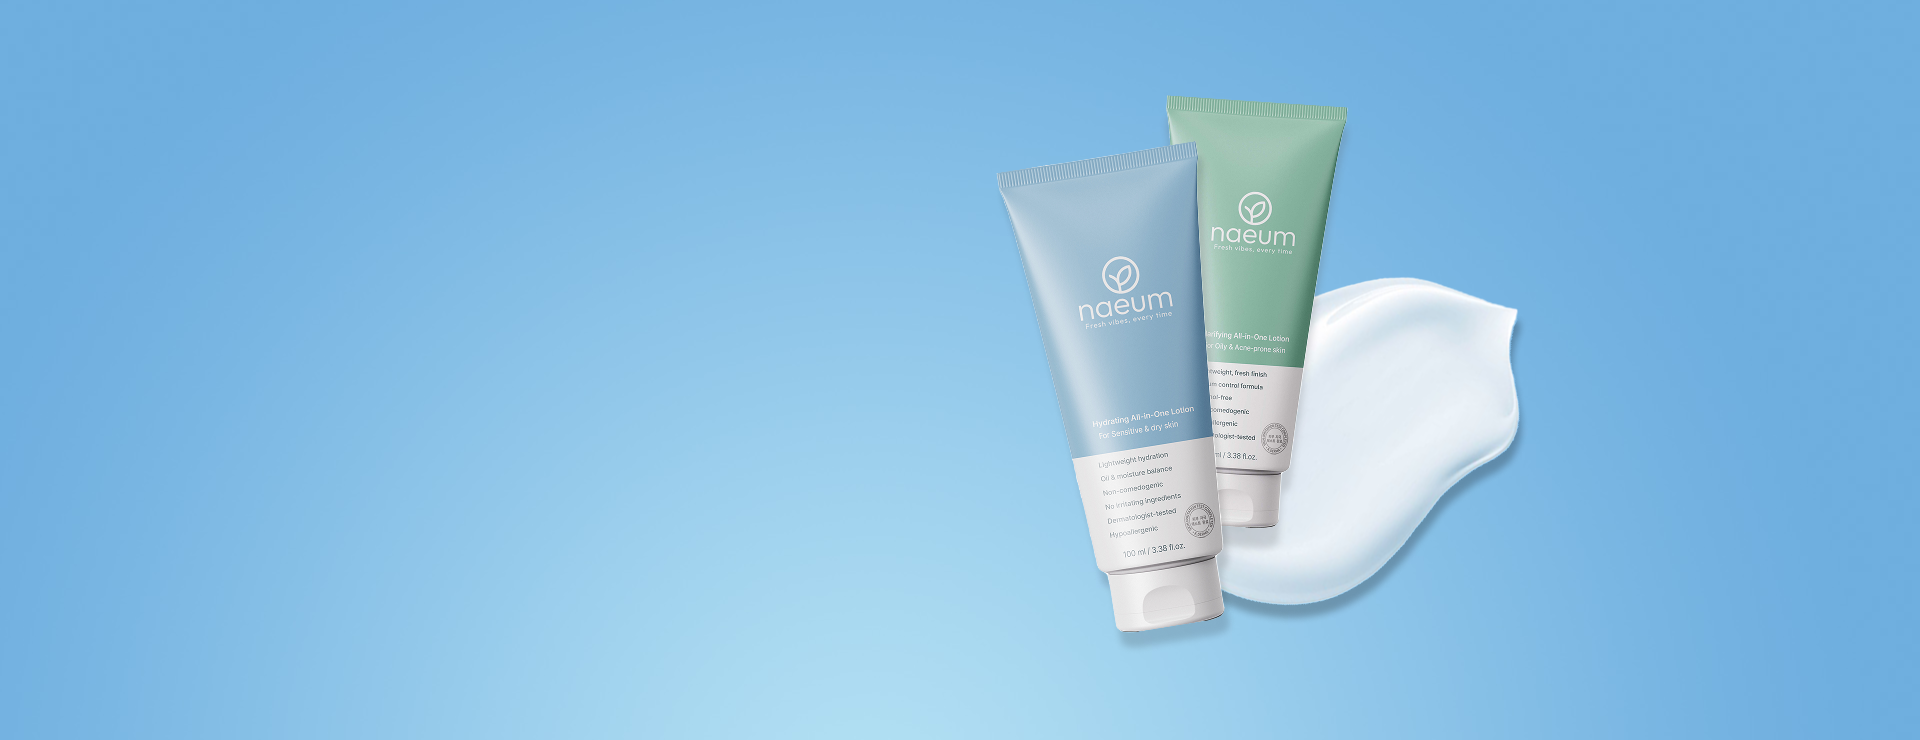 naeum
Fresh vibes, every time
Hydrating All-in-One Lotion
For Sensitive & dry skin
Lightweight hydration
Oil & moisture balance
Non-comedogenic
No irritating ingredients
Dermatologist-tested
Hypoallergenic
100 ml / 3.38 fl.oz.
naeum
Fresh vibes, every time
All-in-One Lotion
Oily & Acne-prone skin
fresh finish
control formula
/ 3.38 fl.oz.